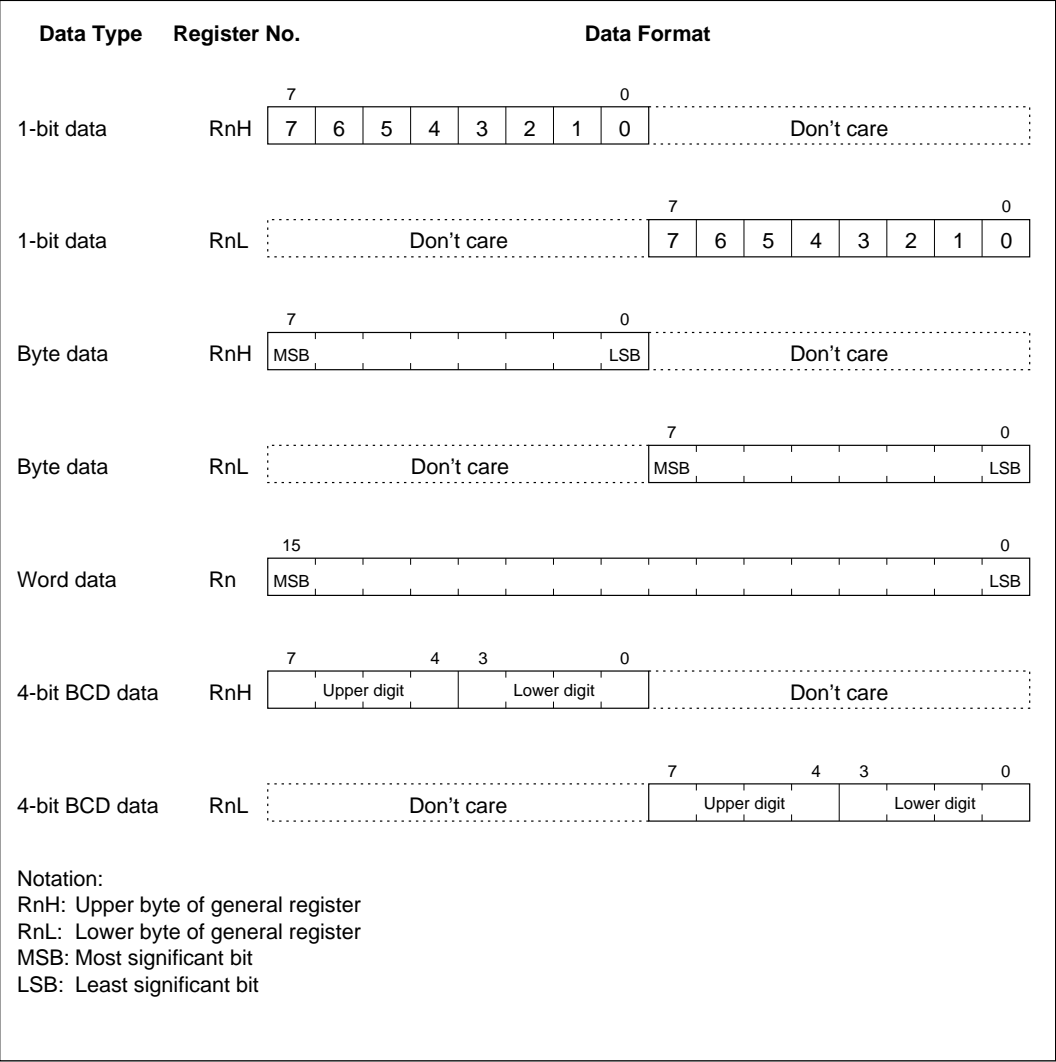 Data Type Register No. Data Format
7 0
1-bit data RnH 7 6 5 4 3 2 1 0 Don't care
7 0
1-bit data RnL Don't care 7 6 5 4 3 2 1 0
7 0
Byte data RnH MSB LSB Don't care
7 0
Byte data RnL Don't care MSB LSB
15 0
Word data Rn MSB LSB
7 4 3 0
4-bit BCD data RnH Upper digit Lower digit Don't care
7 4 3 0
4-bit BCD data RnL Don't care Upper digit Lower digit
Notation:
RnH: Upper byte of general register
RnL: Lower byte of general register
MSB: Most significant bit
LSB: Least significant bit